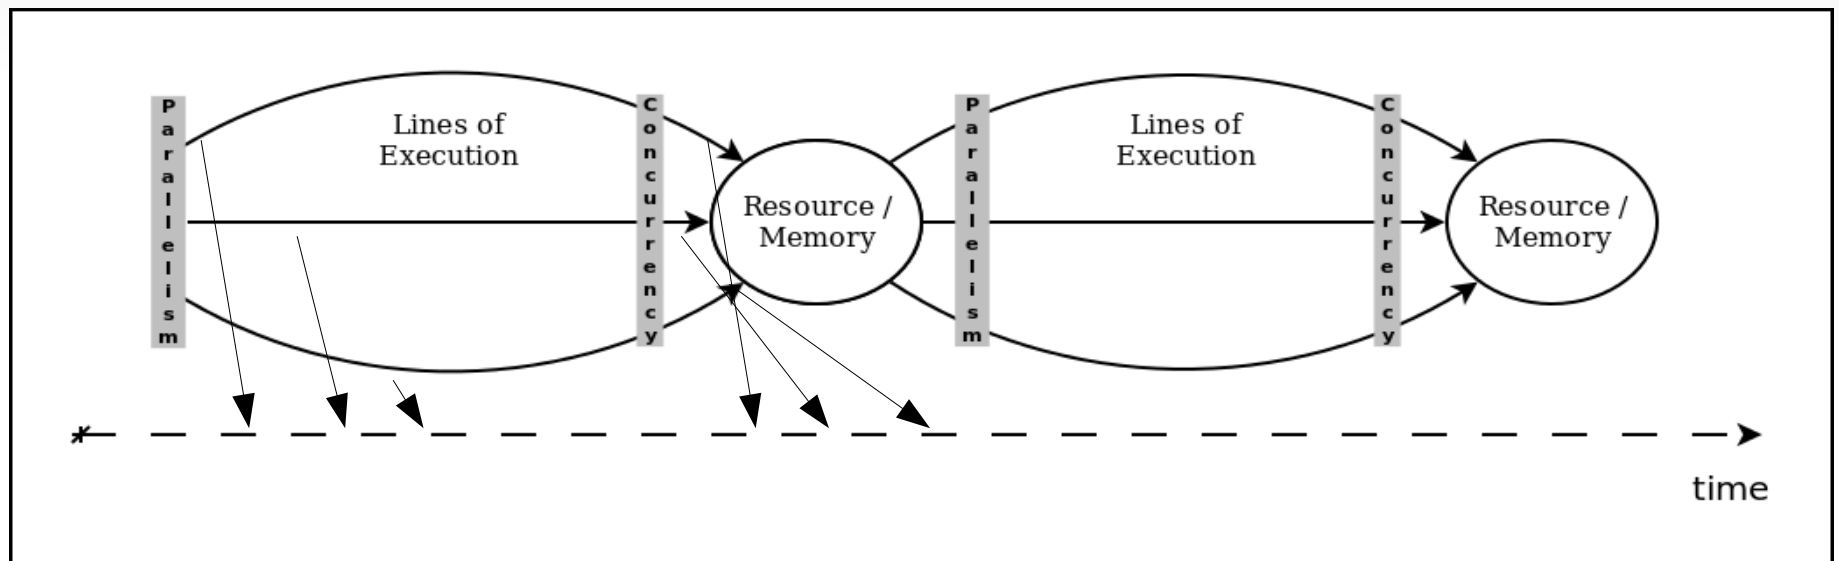 Parallelism
Lines of
Execution
Concurrency
Resource /
Memory
Parallelism
Lines of
Execution
Concurrency
Resource /
Memory
time